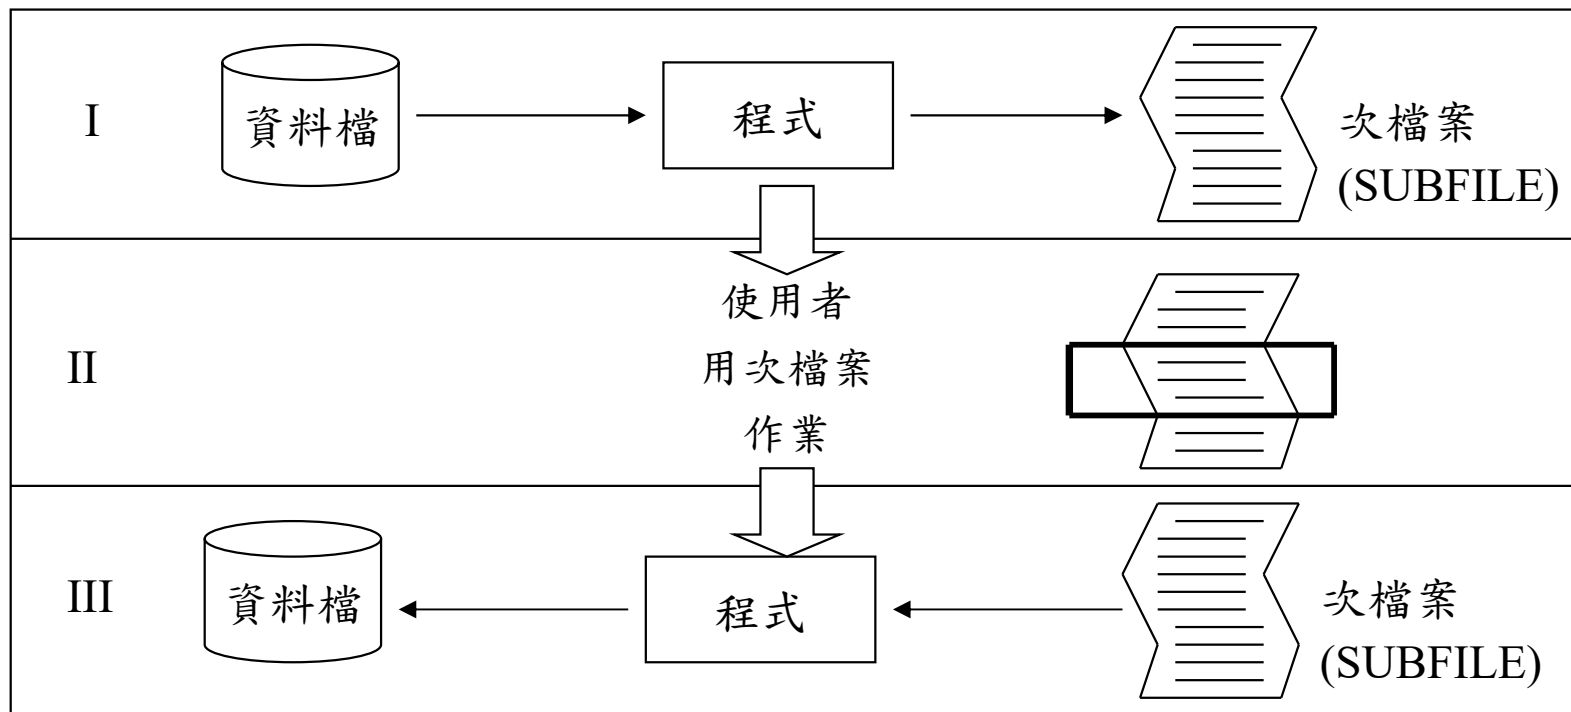 I
資料檔
程式
次檔案
(SUBFILE)
II
使用者
用次檔案
作業
III
資料檔
程式
次檔案
(SUBFILE)